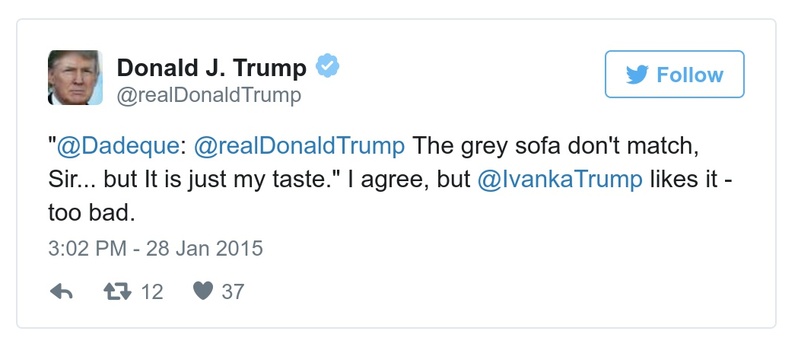 Donald J. Trump
@realDonaldTrump
Follow
"@Dadeque: @realDonaldTrump The grey sofa don't match,
Sir... but It is just my taste." I agree, but @IvankaTrump likes it -
too bad.
3:02 PM - 28 Jan 2015
12 37